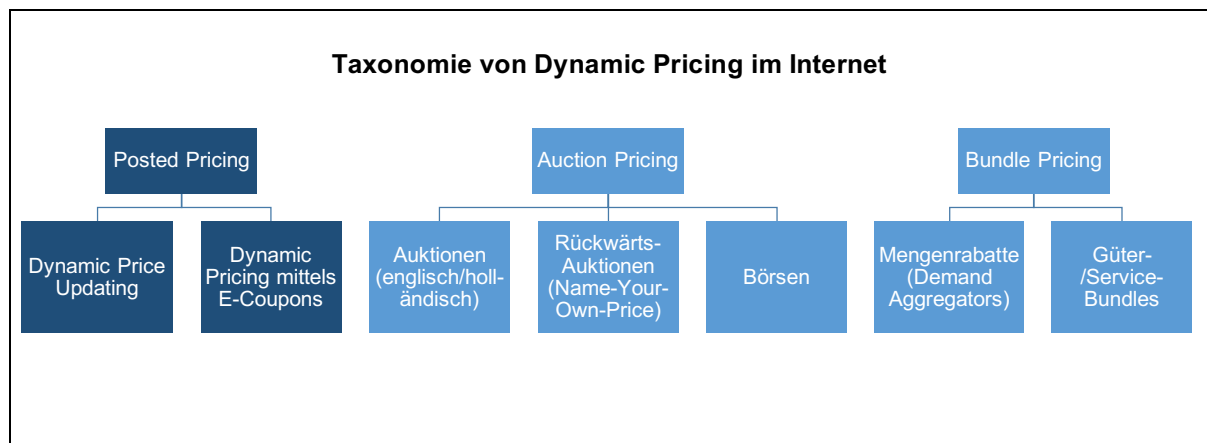 Taxonomie von Dynamic Pricing im Internet
Posted Pricing
Auction Pricing
Bundle Pricing
Dynamic Price
Updating
Dynamic
Pricing mittels
E-Coupons
Auktionen
(englisch/holl-
ändisch)
Rückwärts-
Auktionen
(Name-Your-
Own-Price)
Börsen
Mengenrabatte
(Demand
Aggregators)
Güter-
/Service-
Bundles